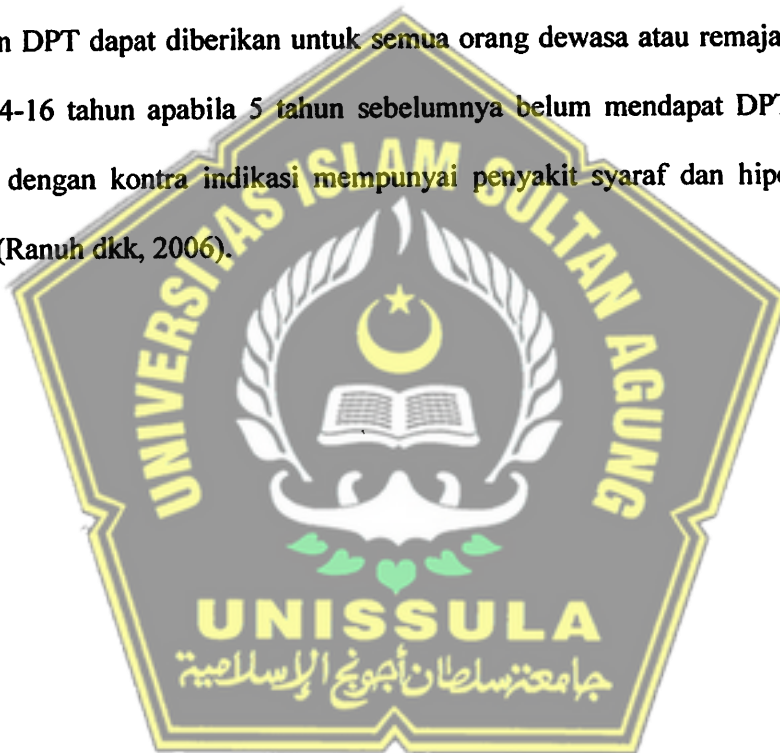 n DPT dapat diberikan untuk semua orang dewasa atau remaja
4-16 tahun apabila 5 tahun sebelumnya belum mendapat DPT
dengan kontra indikasi mempunyai penyakit syaraf dan hipe
(Ranuh dkk, 2006).
UNIVERSITAS ISLAM SULTAN AGUNG
UNISSULA
جامعة سلطان أجونج الإسلامية